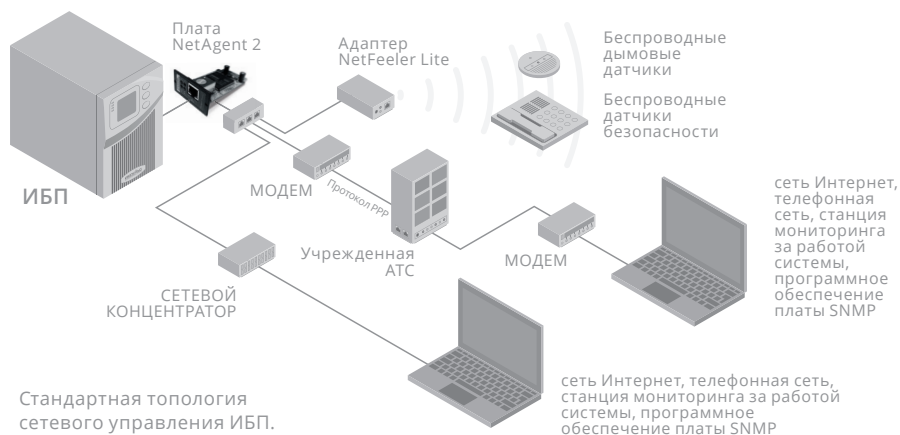 Плата
NetAgent 2
Адаптер
NetFeeler Lite
Беспроводные
дымовые
датчики
Беспроводные
датчики
безопасности
ИБП
МОДЕМ
Протокол PPP
Учрежденная
АТС
МОДЕМ
сеть Интернет,
телефонная
сеть, станция
мониторинга
за работой
системы,
программное
обеспечение
платы SNMP
СЕТЕВОЙ
КОНЦЕНТРАТОР
сеть Интернет, телефонная сеть,
станция мониторинга за работой
системы, программное
обеспечение платы SNMP
Стандартная топология
сетевого управления ИБП.